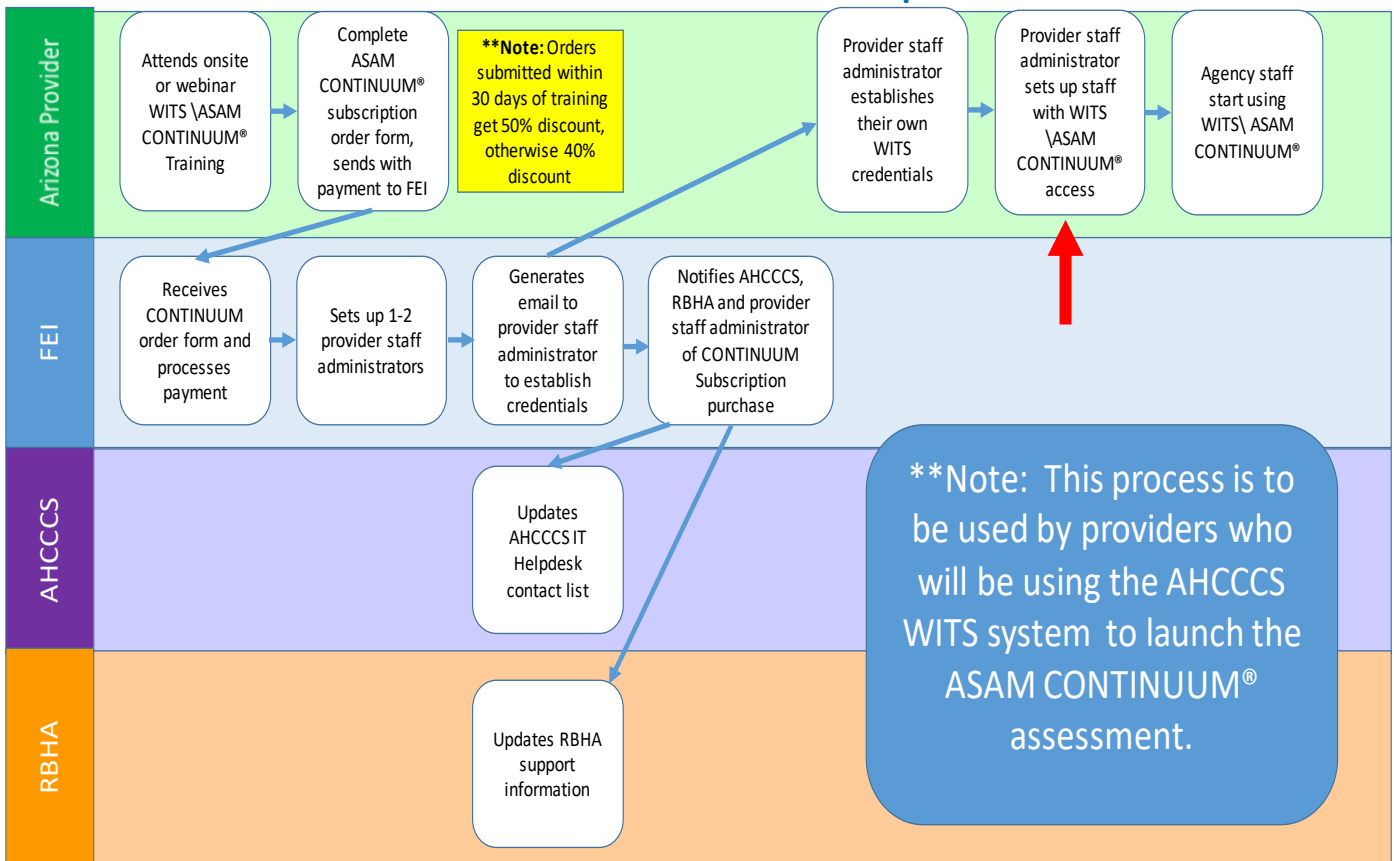 Arizona Provider
Attends onsite
or webinar
WITS \ASAM
CONTINUUM®
Training
Complete
ASAM
CONTINUUM®
subscription
order form,
sends with
payment to FEI
**Note: Orders
submitted within
30 days of training
get 50% discount,
otherwise 40%
discount
Provider staff
administrator
establishes
their own
WITS
credentials
Provider staff
administrator
sets up staff
with WITS
\ASAM
CONTINUUM®
access
Agency staff
start using
WITS\ ASAM
CONTINUUM®
FEI
Receives
CONTINUUM
order form and
processes
payment
Sets up 1-2
provider staff
administrators
Generates
email to
provider staff
administrator
to establish
credentials
Notifies AHCCCS,
RBHA and provider
staff administrator
of CONTINUUM
Subscription
purchase
AHCCCS
Updates
AHCCCS IT
Helpdesk
contact list
**Note: This process is to
be used by providers who
will be using the AHCCCS
WITS system to launch the
ASAM CONTINUUM®
assessment.
RBHA
Updates RBHA
support
information